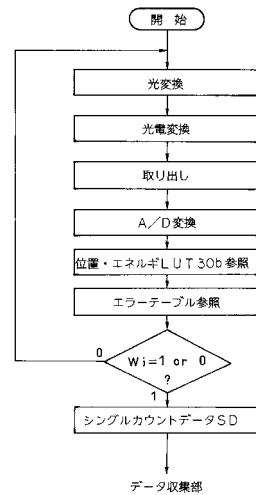 開 始
光変換
光電変換
取り出し
A/D変換
位置・エネルギLUT30b参照
エラーテーブル参照
0
Wi=1 or 0
?
1
シングルカウントデータSD
データ収集部